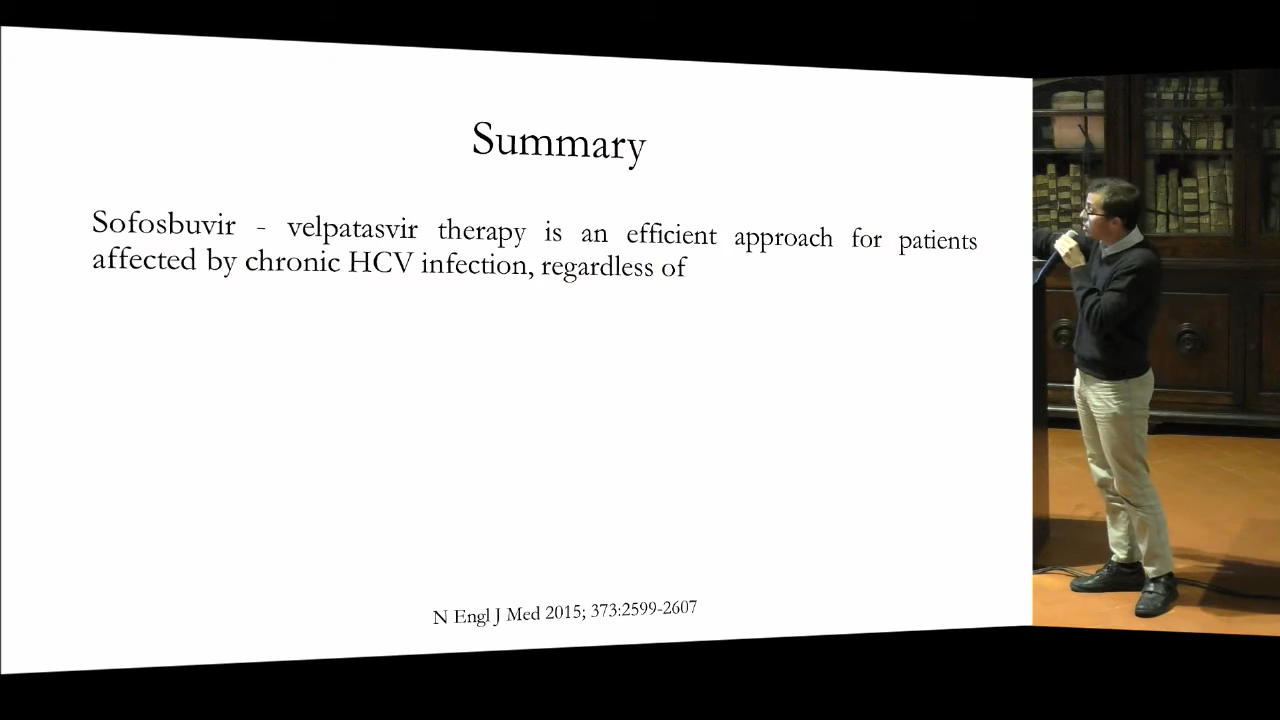 Summary
Sofosbuvir - velpatasvir therapy is an efficient approach for patients
affected by chronic HCV infection, regardless of
N Engl J Med 2015; 373:2599-2607